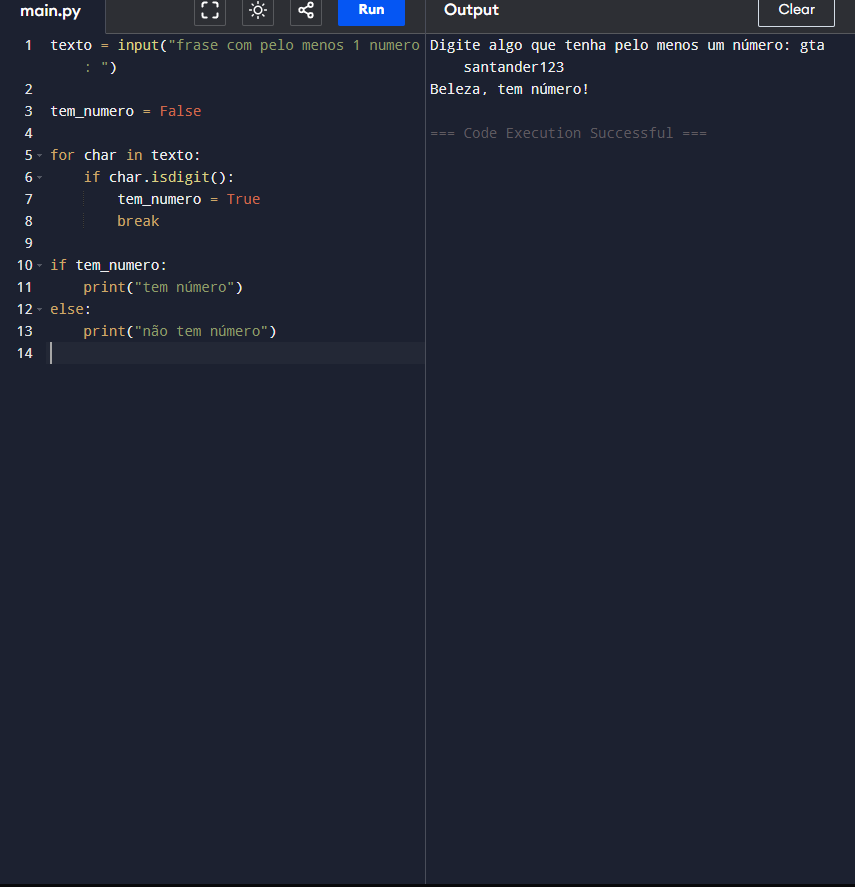 main.py
Run
Output
Clear
1 texto = input("frase com pelo menos 1 numero
: ")
2
3 tem_numero = False
4
5 for char in texto:
6 if char.isdigit():
7 tem_numero = True
8 break
9
10 if tem_numero:
11 print("tem número")
12 else:
13 print("não tem número")
14
Digite algo que tenha pelo menos um número: gta
santander123
Beleza, tem número!
=== Code Execution Successful ===